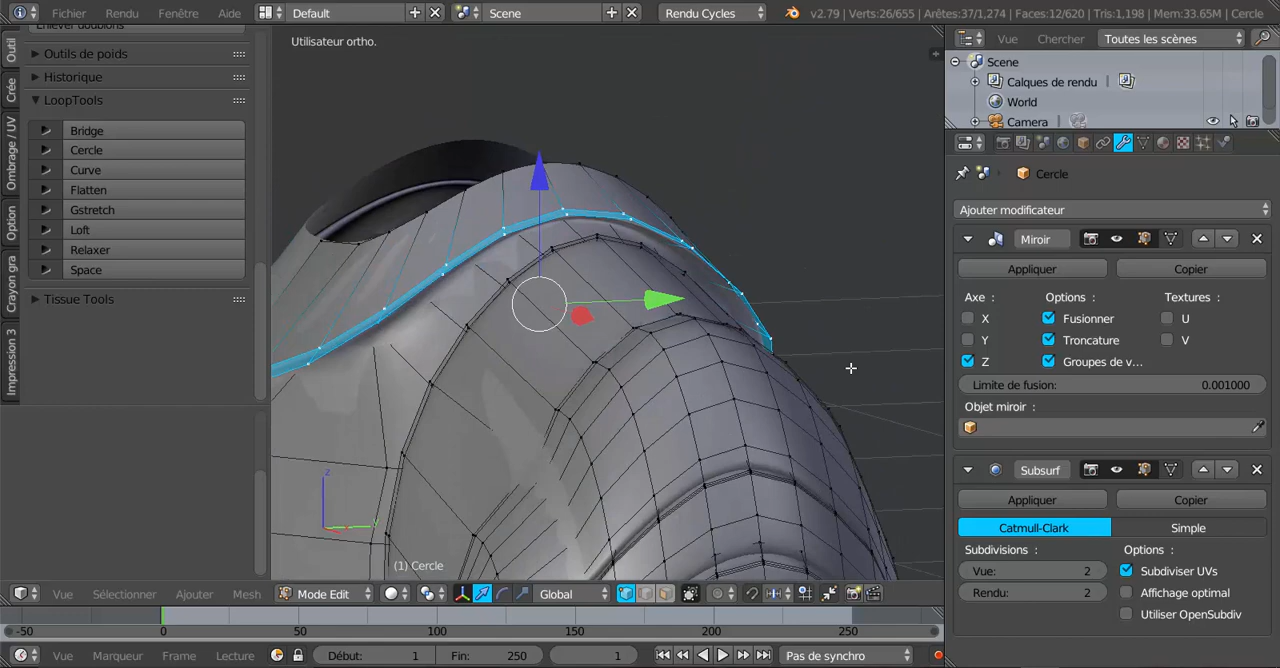 Fichier Rendu Fenêtre Aide Default Scene Rendu Cycles v2.79 | Verts:26/655 | Arêtes:37/1,274 | Faces:12/620 | Tris:1,198 | Mem:33.65M | Cercle
Outils de poids
Historique
LoopTools
Bridge
Cercle
Curve
Flatten
Gstretch
Loft
Relaxer
Space
Tissue Tools
Outil
Crée
Ombrage / UV
Option
Crayon gra
Impression 3
Utilisateur ortho.
z
y
(1) Cercle
Vue Chercher Toutes les scènes
Scene
Calques de rendu
World
Camera
Cercle
Ajouter modificateur
Miroir
Appliquer Copier
Axe : Options : Textures :
X Fusionner U
Y Troncature V
Z Groupes de v...
Limite de fusion: 0.001000
Objet miroir :
Subsurf
Appliquer Copier
Catmull-Clark Simple
Subdivisions : Options :
Vue: 2 Subdiviser UVs
Rendu: 2 Affichage optimal
Utiliser OpenSubdiv
Vue Sélectionner Ajouter Mesh Mode Edit Global
-50 0 50 100 150 200 250
Vue Marqueur Frame Lecture Début: 1 Fin: 250 1 Pas de synchro